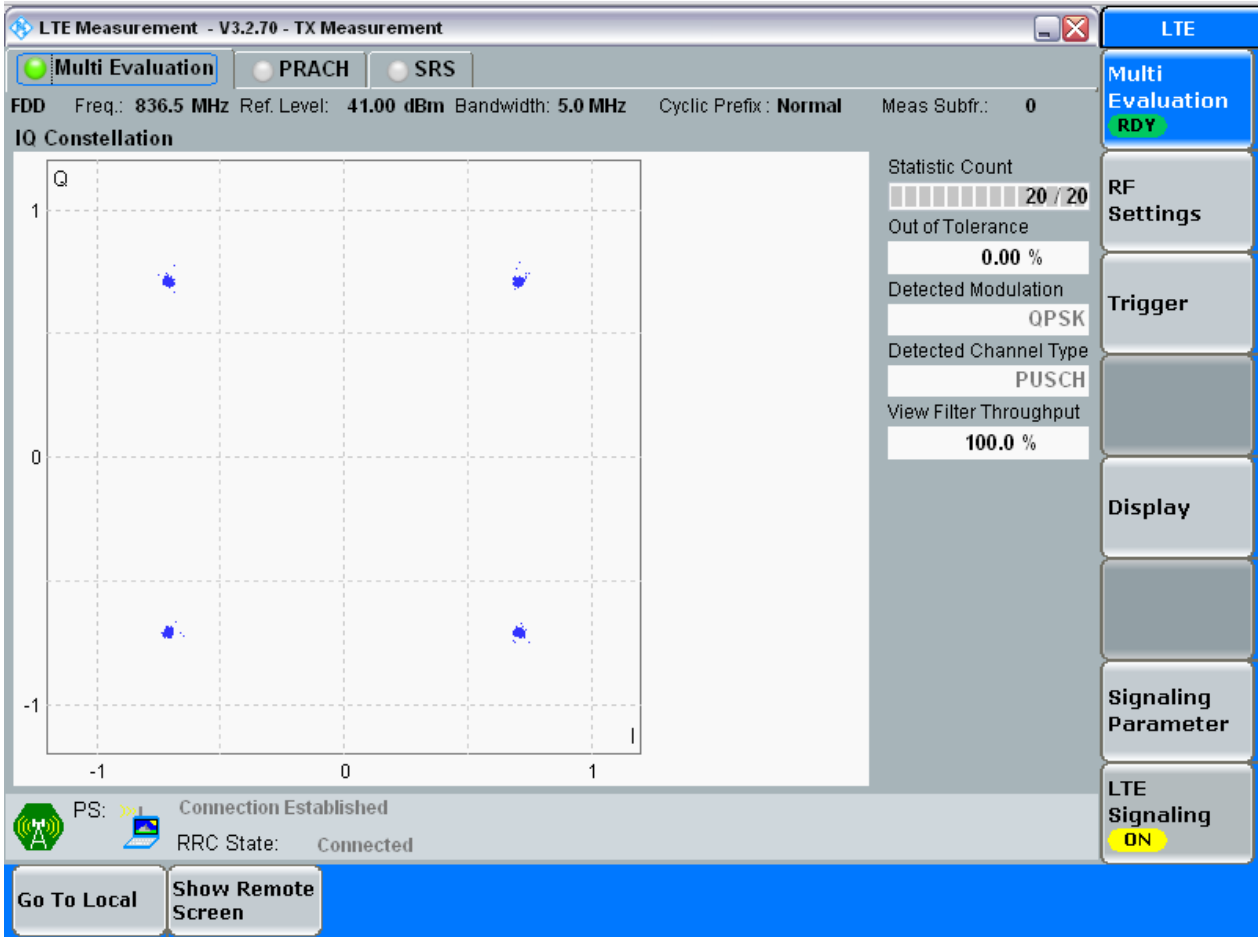 LTE Measurement - V3.2.70 - TX Measurement
LTE
Multi Evaluation
PRACH
SRS
Multi
Evaluation
RDY
FDD Freq.: 836.5 MHz Ref. Level: 41.00 dBm Bandwidth: 5.0 MHz Cyclic Prefix : Normal Meas Subfr.: 0
IQ Constellation
Q
1
0
-1
I
-1 0 1
Statistic Count
20 / 20
Out of Tolerance
0.00 %
Detected Modulation
QPSK
Detected Channel Type
PUSCH
View Filter Throughput
100.0 %
RF
Settings
Trigger
Display
Signaling
Parameter
LTE
Signaling
ON
PS: Connection Established
RRC State: Connected
Go To Local
Show Remote
Screen